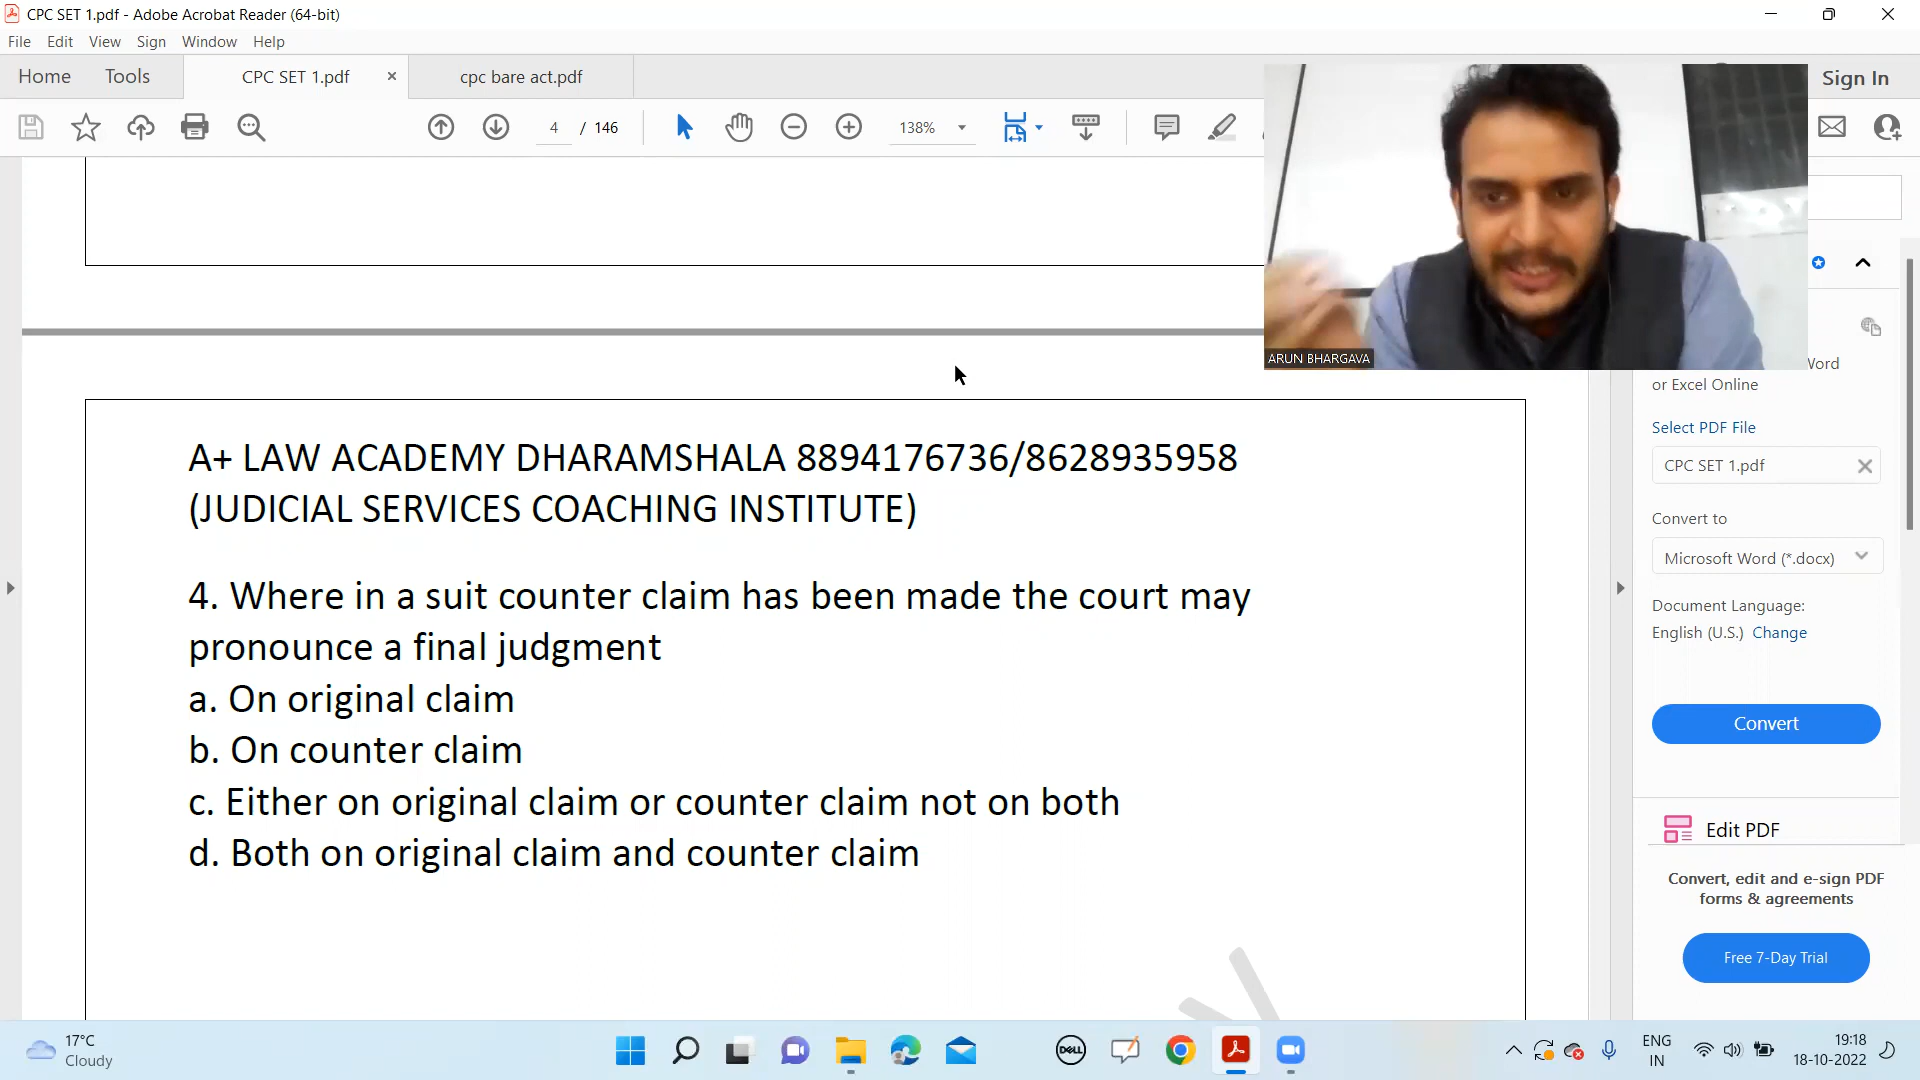 CPC SET 1.pdf - Adobe Acrobat Reader (64-bit)
File Edit View Sign Window Help
Home Tools CPC SET 1.pdf × cpc bare act.pdf Sign In
4 / 146 138%
ARUN BHARGAVA
Word
or Excel Online
Select PDF File
CPC SET 1.pdf
Convert to
Microsoft Word (*.docx)
Document Language:
English (U.S.) Change
Convert
Edit PDF
Convert, edit and e-sign PDF
forms & agreements
Free 7-Day Trial
A+ LAW ACADEMY DHARAMSHALA 8894176736/8628935958
(JUDICIAL SERVICES COACHING INSTITUTE)
4. Where in a suit counter claim has been made the court may
pronounce a final judgment
a. On original claim
b. On counter claim
c. Either on original claim or counter claim not on both
d. Both on original claim and counter claim
17°C
Cloudy
DELL
ENG
IN
19:18
18-10-2022